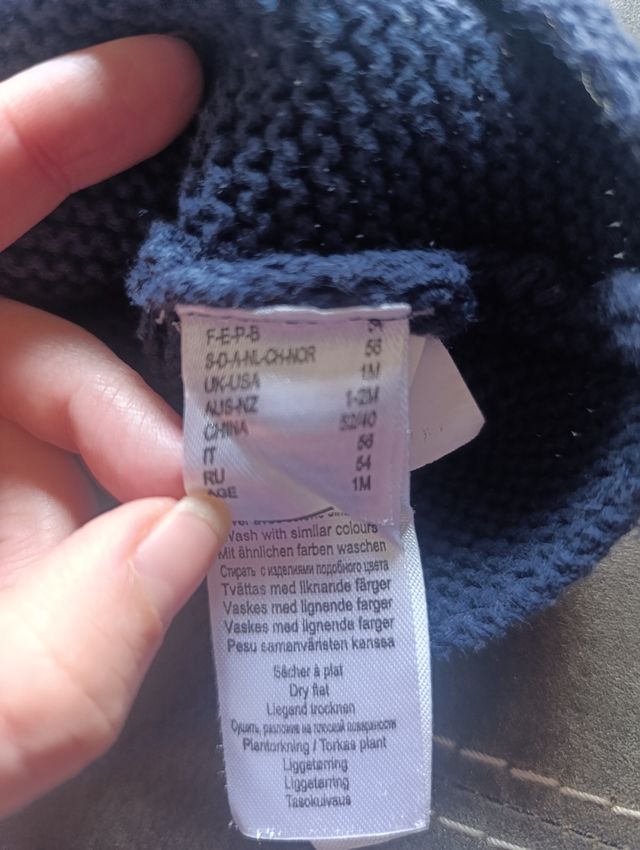 F-E-P-B 54
S-D-A-NL-CH-NOR 56
UK-USA 1M
AUS-NZ 1-2M
CHINA 52/40
IT 56
RU 54
AGE 1M
Wash with similar colours
Mit ähnlichen farben waschen
Стирать с изделиями подобного цвета
Tvättas med liknande färger
Vaskes med lignende farger
Vaskes med lignende farger
Pesu samanväristen kanssa
Sècher à plat
Dry flat
Liegend trocknen
Сушить, разложив на плоской поверхности
Plantorkning / Torkas plant
Liggetørring
Liggetørring
Tasokuivaus